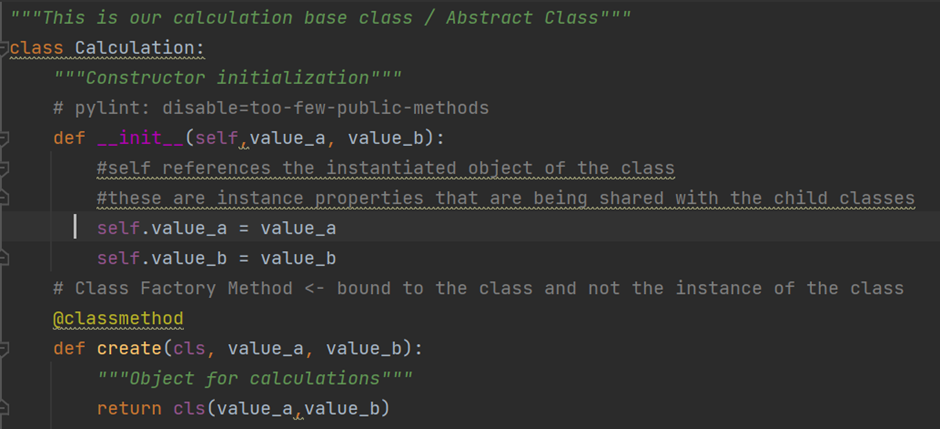 """This is our calculation base class / Abstract Class"""
class Calculation:
    """Constructor initialization"""
    # pylint: disable=too-few-public-methods
    def __init__(self,value_a, value_b):
        #self references the instantiated object of the class
        #these are instance properties that are being shared with the child classes
        self.value_a = value_a
        self.value_b = value_b
    # Class Factory Method <- bound to the class and not the instance of the class
    @classmethod
    def create(cls, value_a, value_b):
        """Object for calculations"""
        return cls(value_a,value_b)